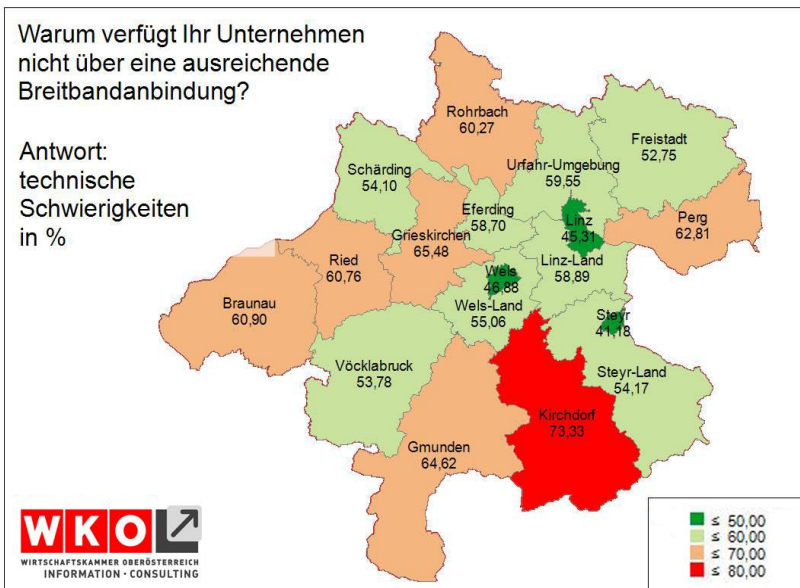 Warum verfügt Ihr Unternehmen
nicht über eine ausreichende
Breitbandanbindung?
Antwort:
technische
Schwierigkeiten
in %
Rohrbach
60,27
Freistadt
52,75
Schärding
54,10
Urfahr-Umgebung
59,55
Eferding
58,70
Linz
45,31
Perg
62,81
Grieskirchen
65,48
Ried
60,76
Linz-Land
58,89
Wels
46,88
Braunau
60,90
Wels-Land
55,06
Steyr
41,18
Vöcklabruck
53,78
Steyr-Land
54,17
Kirchdorf
73,33
Gmunden
64,62
WKO
WIRTSCHAFTSKAMMER OBERÖSTERREICH
INFORMATION · CONSULTING
≤ 50,00
≤ 60,00
≤ 70,00
≤ 80,00